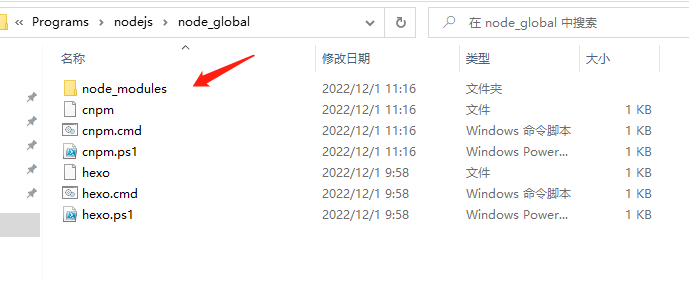 « Programs › nodejs › node_global
在 node_global 中搜索
名称 修改日期 类型 大小
node_modules 2022/12/1 11:16 文件夹
cnpm 2022/12/1 11:16 文件 1 KB
cnpm.cmd 2022/12/1 11:16 Windows 命令脚本 1 KB
cnpm.ps1 2022/12/1 11:16 Windows Power... 1 KB
hexo 2022/12/1 9:58 文件 1 KB
hexo.cmd 2022/12/1 9:58 Windows 命令脚本 1 KB
hexo.ps1 2022/12/1 9:58 Windows Power... 1 KB